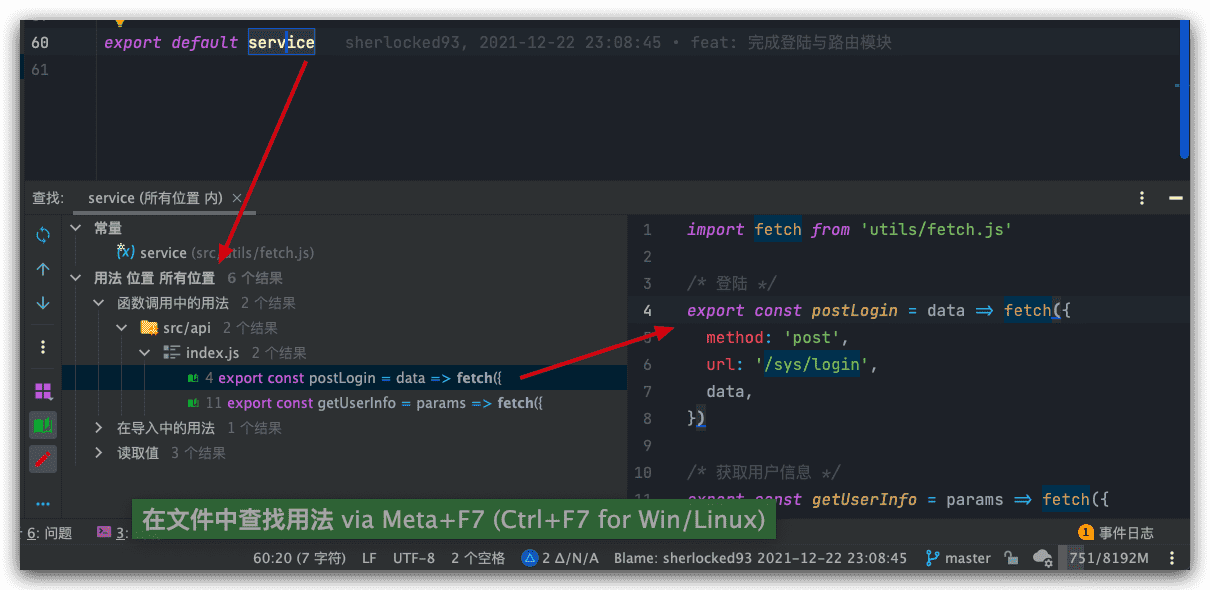 60 export default service sherlocked93, 2021-12-22 23:08:45 • feat: 完成登陆与路由模块
61
查找: service (所有位置 内) ×
常量
service (src/utils/fetch.js)
用法 位置 所有位置 6 个结果
函数调用中的用法 2 个结果
src/api 2 个结果
index.js 2 个结果
4 export const postLogin = data => fetch({
11 export const getUserInfo = params => fetch({
在导入中的用法 1 个结果
读取值 3 个结果
1 import fetch from 'utils/fetch.js'
2
3 /* 登陆 */
4 export const postLogin = data => fetch({
5 method: 'post',
6 url: '/sys/login',
7 data,
8 })
9
10 /* 获取用户信息 */
11 export const getUserInfo = params => fetch({
在文件中查找用法 via Meta+F7 (Ctrl+F7 for Win/Linux)
6: 问题 3: 1 事件日志
60:20 (7 字符) LF UTF-8 2 个空格 2 Δ/N/A Blame: sherlocked93 2021-12-22 23:08:45 master 751/8192M